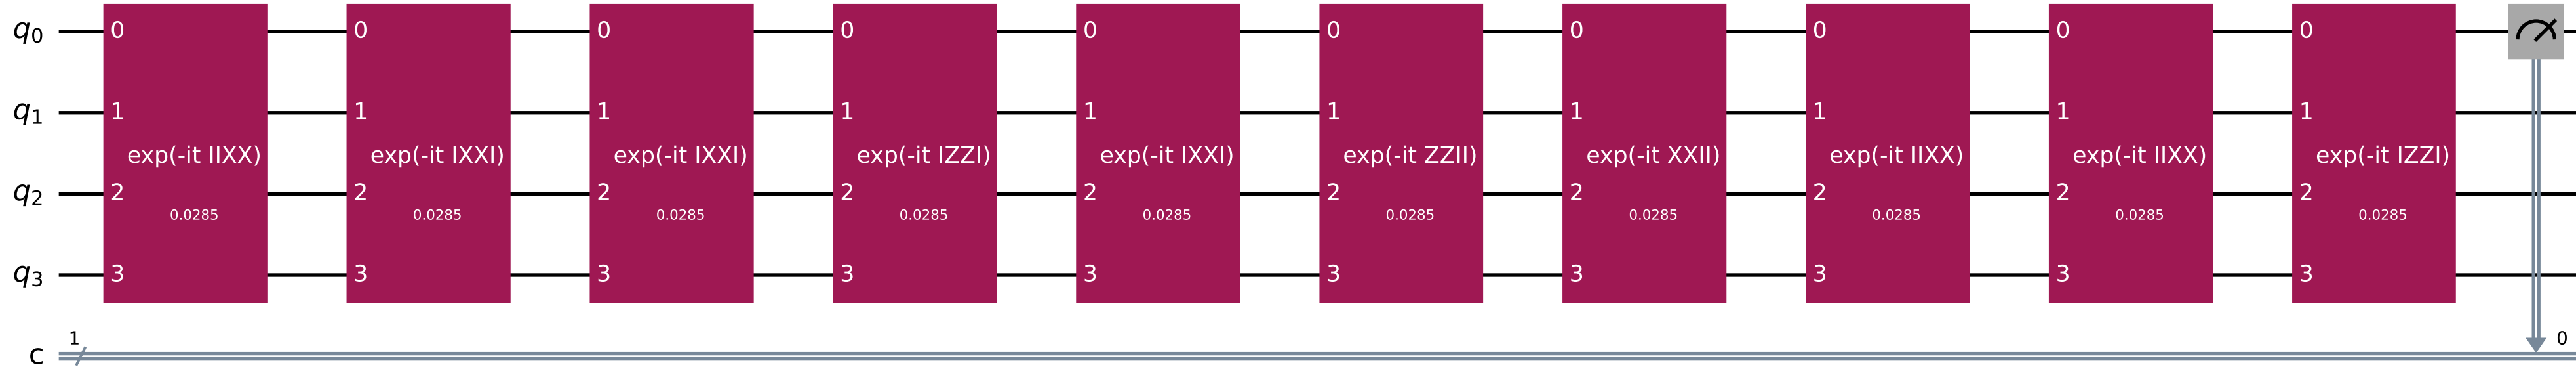 q0 0 0 0 0 0 0 0 0 0 0
q1 1 1 1 1 1 1 1 1 1 1
exp(-it IIXX) exp(-it IXXI) exp(-it IXXI) exp(-it IZZI) exp(-it IXXI) exp(-it ZZII) exp(-it XXII) exp(-it IIXX) exp(-it IIXX) exp(-it IZZI)
q2 2 2 2 2 2 2 2 2 2 2
0.0285 0.0285 0.0285 0.0285 0.0285 0.0285 0.0285 0.0285 0.0285 0.0285
q3 3 3 3 3 3 3 3 3 3 3
1 0
c